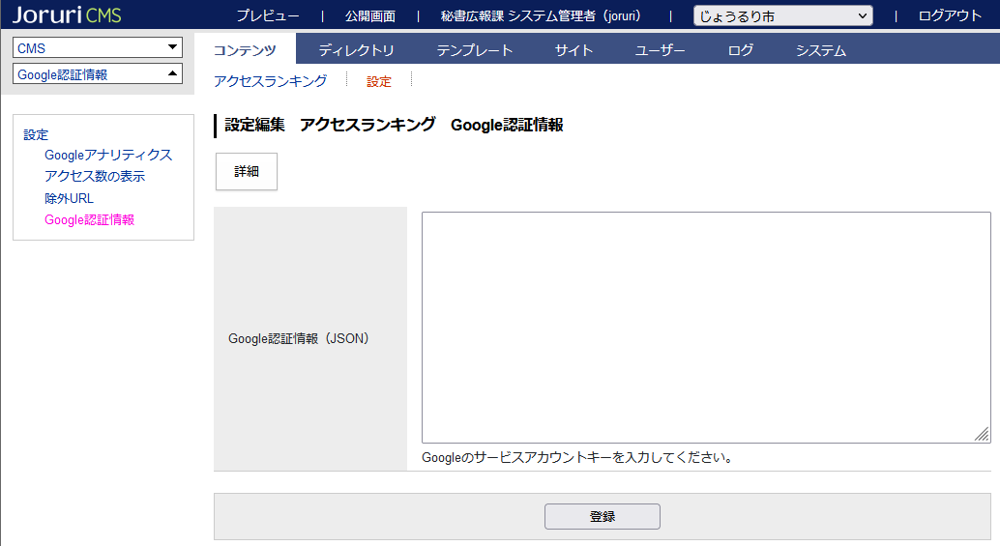 Joruri CMS プレビュー | 公開画面 | 秘書広報課 システム管理者（joruri） | じょうるり市 | ログアウト
CMS
Google認証情報
コンテンツ ディレクトリ テンプレート サイト ユーザー ログ システム
アクセスランキング 設定
設定
Googleアナリティクス
アクセス数の表示
除外URL
Google認証情報
設定編集 アクセスランキング Google認証情報
詳細
Google認証情報（JSON）
Googleのサービスアカウントキーを入力してください。
登録